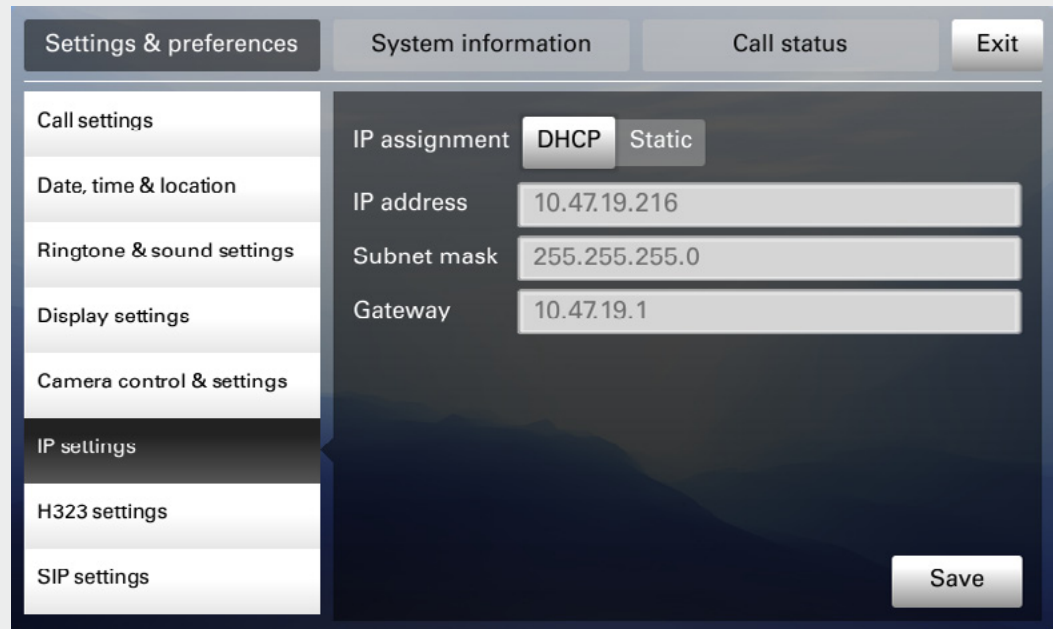 Settings & preferences System information Call status Exit
Call settings
Date, time & location
Ringtone & sound settings
Display settings
Camera control & settings
IP settings
H323 settings
SIP settings
IP assignment DHCP Static
IP address 10.47.19.216
Subnet mask 255.255.255.0
Gateway 10.47.19.1
Save